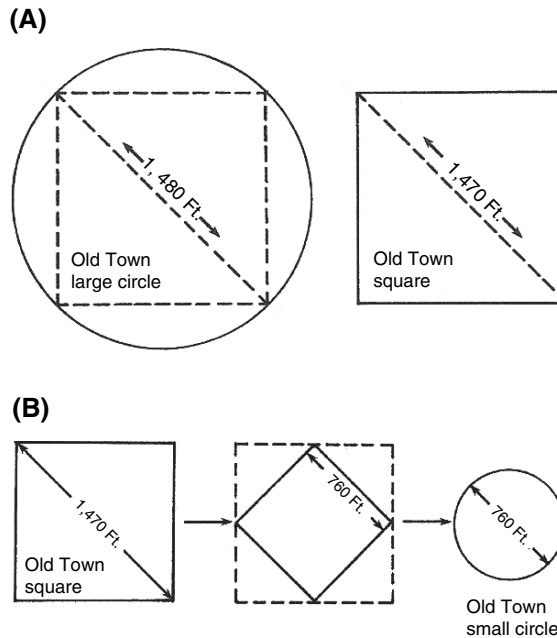 (A)
1,480 Ft.
Old Town
large circle
1,470 Ft.
Old Town
square
(B)
1,470 Ft.
Old Town
square
760 Ft.
760 Ft.
Old Town
small circle